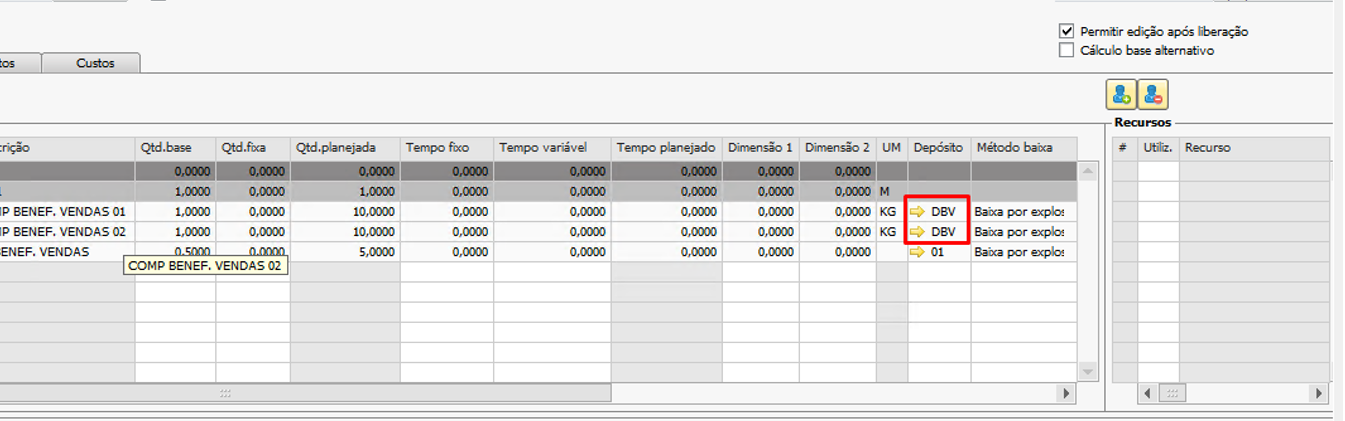 Permitir edição após liberação
Cálculo base alternativo
tos Custos
Recursos
rição Qtd.base Qtd.fixa Qtd.planejada Tempo fixo Tempo variável Tempo planejado Dimensão 1 Dimensão 2 UM Depósito Método baixa # Utiliz. Recurso
0,0000 0,0000 0,0000 0,0000 0,0000 0,0000 0,0000 0,0000
1,0000 0,0000 1,0000 0,0000 0,0000 0,0000 0,0000 0,0000 M
MP BENEF. VENDAS 01 1,0000 0,0000 10,0000 0,0000 0,0000 0,0000 0,0000 0,0000 KG DBV Baixa por explos
MP BENEF. VENDAS 02 1,0000 0,0000 10,0000 0,0000 0,0000 0,0000 0,0000 0,0000 KG DBV Baixa por explos
BENEF. VENDAS 0,5000 0,0000 5,0000 0,0000 0,0000 0,0000 0,0000 0,0000 01 Baixa por explos
COMP BENEF. VENDAS 02